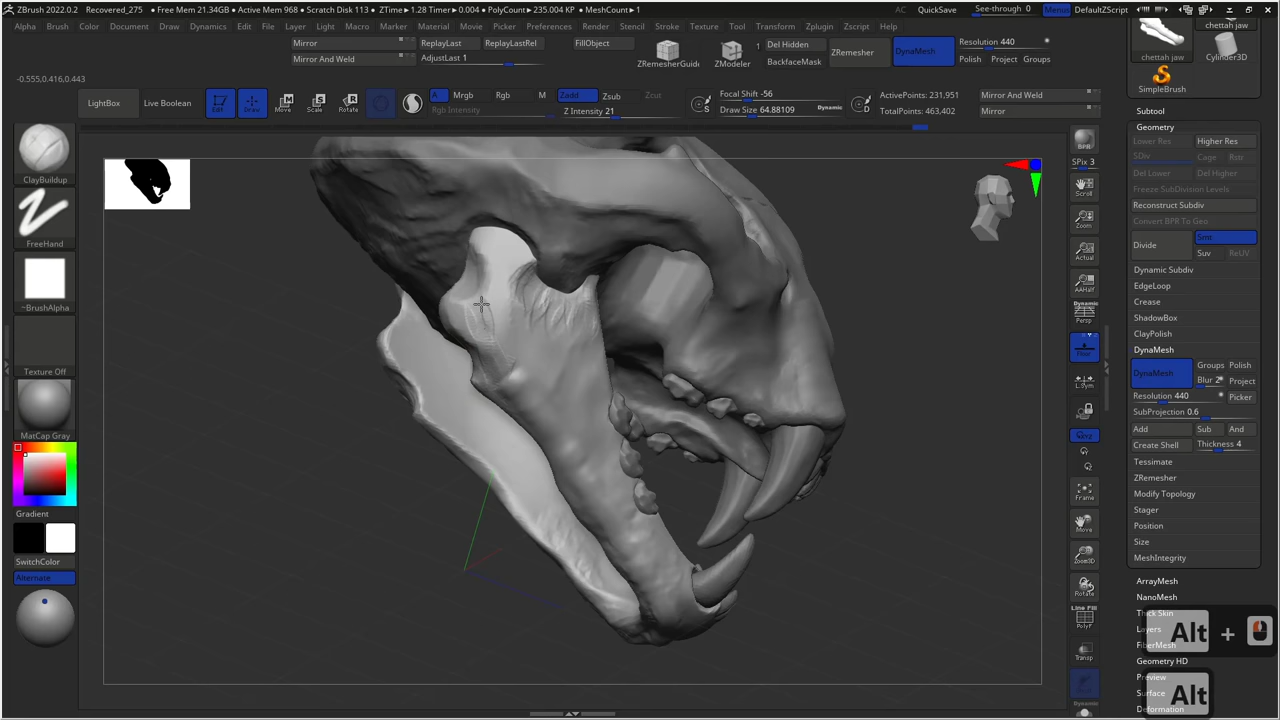 ZBrush 2022.0.2 Recovered_275 • Free Mem 21.34GB • Active Mem 968 • Scratch Disk 113 • ZTime▸1.28 Timer▸0.004 • PolyCount▸235.004 KP • MeshCount▸1 AC QuickSave See-through 0 Menus DefaultZScript
Alpha Brush Color Document Draw Dynamics Edit File Layer Light Macro Marker Material Movie Picker Preferences Render Stencil Stroke Texture Tool Transform Zplugin Zscript Help
chettah jaw
Mirror
Mirror And Weld
ReplayLast ReplayLastRel
AdjustLast 1
FillObject
ZRemesherGuide
ZModeler
1
Del Hidden
BackfaceMask
ZRemesher
DynaMesh
Resolution 440
Polish Project Groups
chettah jaw Cylinder3D
SimpleBrush
-0.555,0.416,0.443
LightBox
Live Boolean
Edit
Draw
Move
Scale
Rotate
A Mrgb Rgb M
Rgb Intensity
Zadd Zsub Zcut
Z Intensity 21
S
Focal Shift -56
Draw Size 64.88109 Dynamic
D
ActivePoints: 231,951
TotalPoints: 463,402
Mirror And Weld
Mirror
ClayBuildup
FreeHand
~BrushAlpha
Texture Off
MatCap Gray
Gradient
SwitchColor
Alternate
BPR
SPix 3
Scroll
Zoom
Actual
AAHalf
Dynamic
Persp
Floor
L.Sym
Frame
Move
Zoom3D
Rotate
Line Fill
PolyF
Transp
Dynamic
Subtool
Geometry
Lower Res Higher Res
SDiv Cage Rstr
Del Lower Del Higher
Freeze SubDivision Levels
Reconstruct Subdiv
Convert BPR To Geo
Divide Smt
Suv ReUV
Dynamic Subdiv
EdgeLoop
Crease
ShadowBox
ClayPolish
DynaMesh
DynaMesh Groups Polish
Blur 2 Project
Resolution 440 Picker
SubProjection 0.6
Add Sub And
Create Shell Thickness 4
Tessimate
ZRemesher
Modify Topology
Stager
Position
Size
MeshIntegrity
ArrayMesh
NanoMesh
Thick Skin
Layers
FiberMesh
Geometry HD
Preview
Surface
Deformation
Alt +
Alt